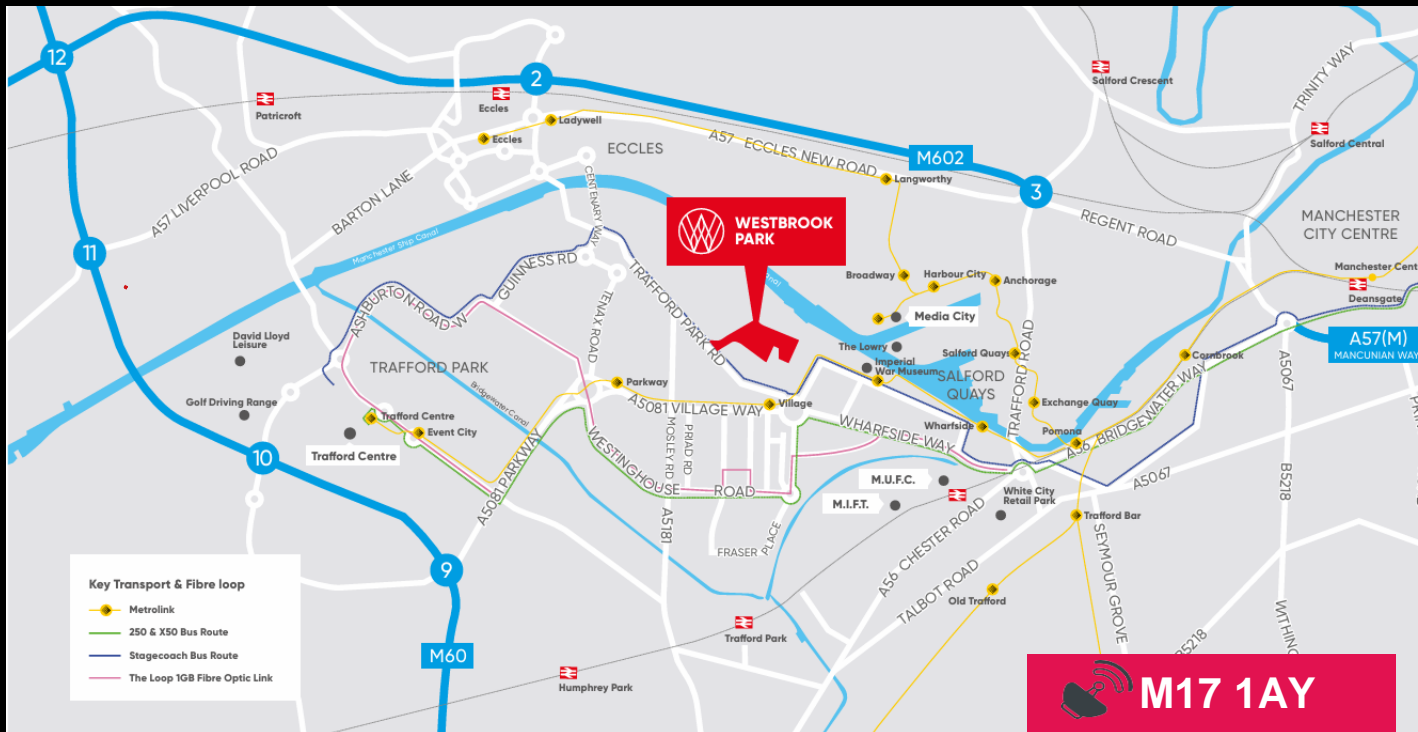 12
2
Salford Crescent
TRINITY WAY
Patricroft
Eccles
Ladywell
Eccles
ECCLES
A57 ECCLES NEW ROAD
M602
Salford Central
A57 LIVERPOOL ROAD
BARTON LANE
CENTENARY WAY
Langworthy
3
REGENT ROAD
MANCHESTER
CITY CENTRE
WESTBROOK
PARK
11
Manchester Ship Canal
GUINNESS RD
TRAFFORD PARK RD
Broadway
Harbour City
Anchorage
Manchester Cent
Deansgate
ASHBURTON ROAD W
TENAX ROAD
Media City
David Lloyd
Leisure
The Lowry
Salford Quays
TRAFFORD ROAD
A57(M)
MANCUNIAN WAY
TRAFFORD PARK
Imperial
War Museum
SALFORD
QUAYS
Cornbrook
Bridgewater Canal
Parkway
A5081 VILLAGE WAY
Village
Exchange Quay
A5067
Golf Driving Range
Trafford Centre
Event City
Trafford Centre
MOSLEY RD
PRIAD RD
WHARFSIDE WAY
Wharfside
Pomona
A56 BRIDGEWATER WAY
10
A5081 PARKWAY
WESTINGHOUSE ROAD
M.U.F.C.
M.I.F.T.
White City
Retail Park
A5067
B5218
A5181
FRASER PLACE
A56 CHESTER ROAD
TALBOT ROAD
Trafford Bar
SEYMOUR GROVE
9
Old Trafford
Key Transport & Fibre loop
Metrolink
250 & X50 Bus Route
Stagecoach Bus Route
The Loop 1GB Fibre Optic Link
M60
Trafford Park
Humphrey Park
B5218
WITHING
M17 1AY